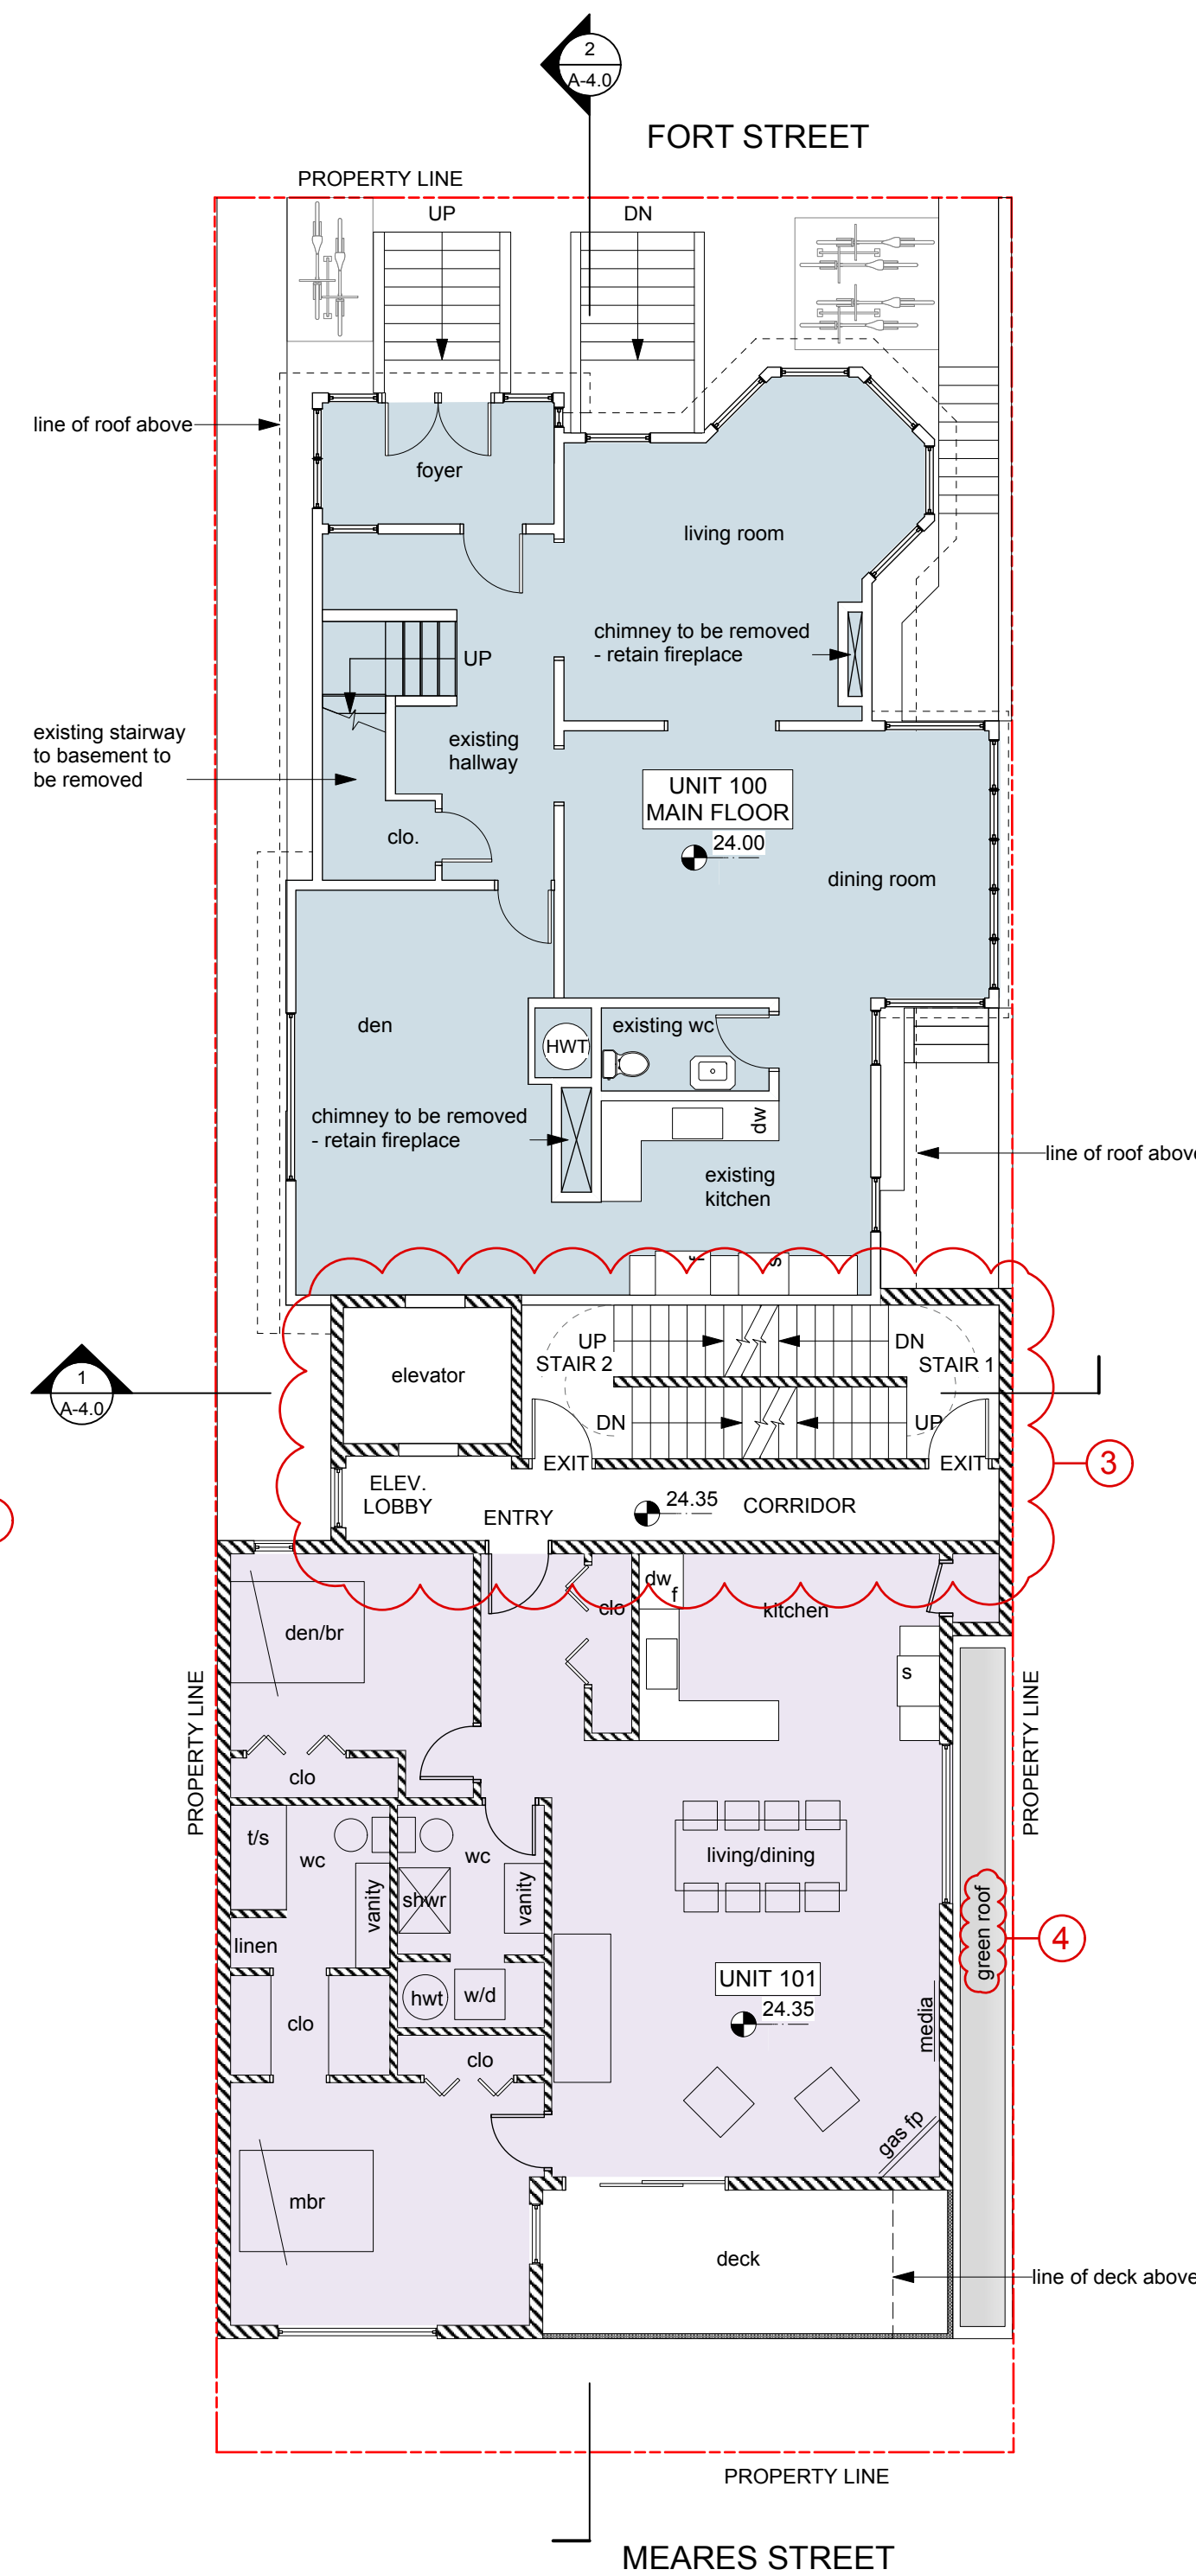 2
A-4.0
FORT STREET
PROPERTY LINE
UP
DN
line of roof above
foyer
living room
chimney to be removed
- retain fireplace
UP
existing stairway
to basement to
be removed
existing
hallway
UNIT 100
MAIN FLOOR
24.00
clo.
dining room
den
HWT
existing wc
chimney to be removed
- retain fireplace
dw
existing
kitchen
line of roof above
f
s
UP
DN
STAIR 2
STAIR 1
elevator
1
A-4.0
DN
UP
EXIT
EXIT
3
ELEV.
LOBBY
ENTRY
24.35
CORRIDOR
dw
f
clo
kitchen
den/br
s
PROPERTY LINE
PROPERTY LINE
clo
t/s
wc
wc
living/dining
vanity
shwr
vanity
green roof
4
linen
UNIT 101
24.35
hwt
w/d
clo
media
clo
gas fp
mbr
deck
line of deck above
PROPERTY LINE
MEARES STREET